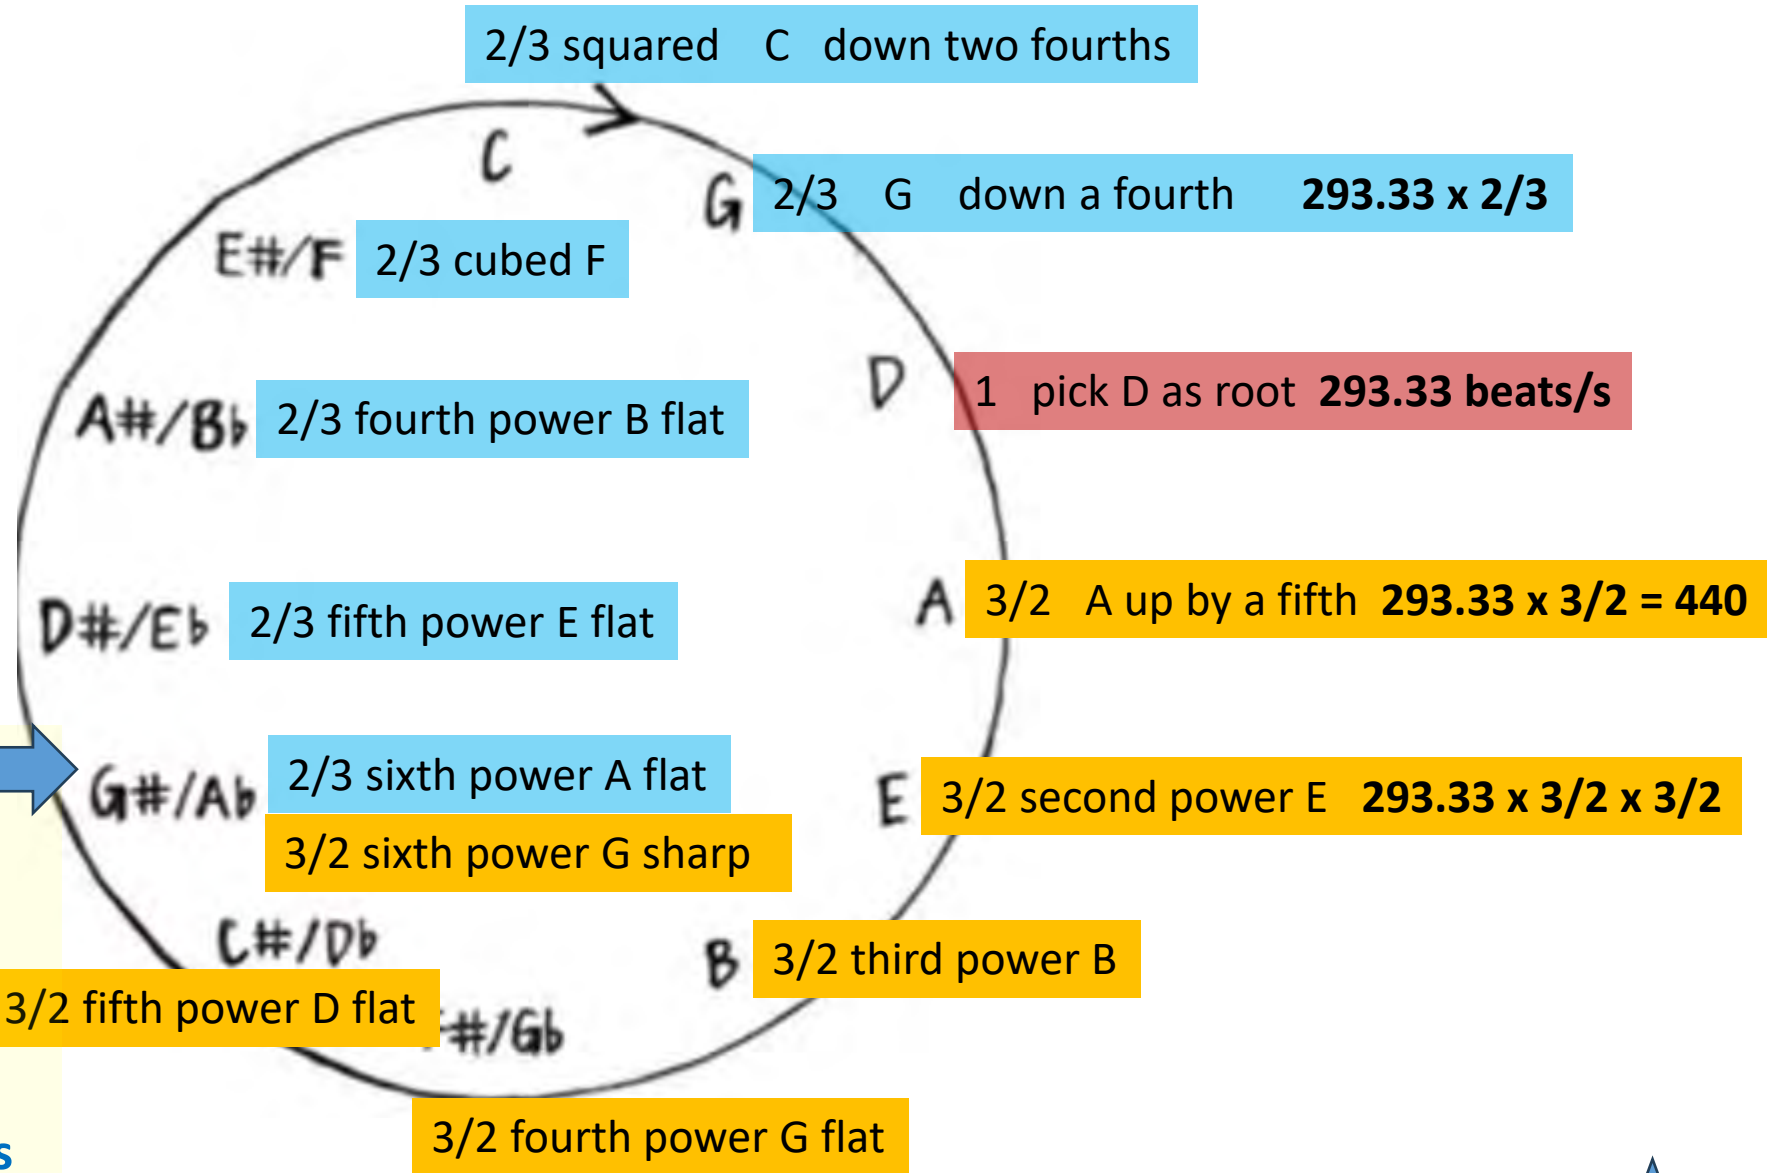 2/3 squared C down two fourths
C
G
2/3 G down a fourth 293.33 x 2/3
E#/F
2/3 cubed F
D
1 pick D as root 293.33 beats/s
A#/B♭
2/3 fourth power B flat
A
3/2 A up by a fifth 293.33 x 3/2 = 440
D#/E♭
2/3 fifth power E flat
G#/A♭
2/3 sixth power A flat
3/2 sixth power G sharp
E
3/2 second power E 293.33 x 3/2 x 3/2
C#/D♭
B
3/2 third power B
3/2 fifth power D flat
#/Gb
3/2 fourth power G flat
s